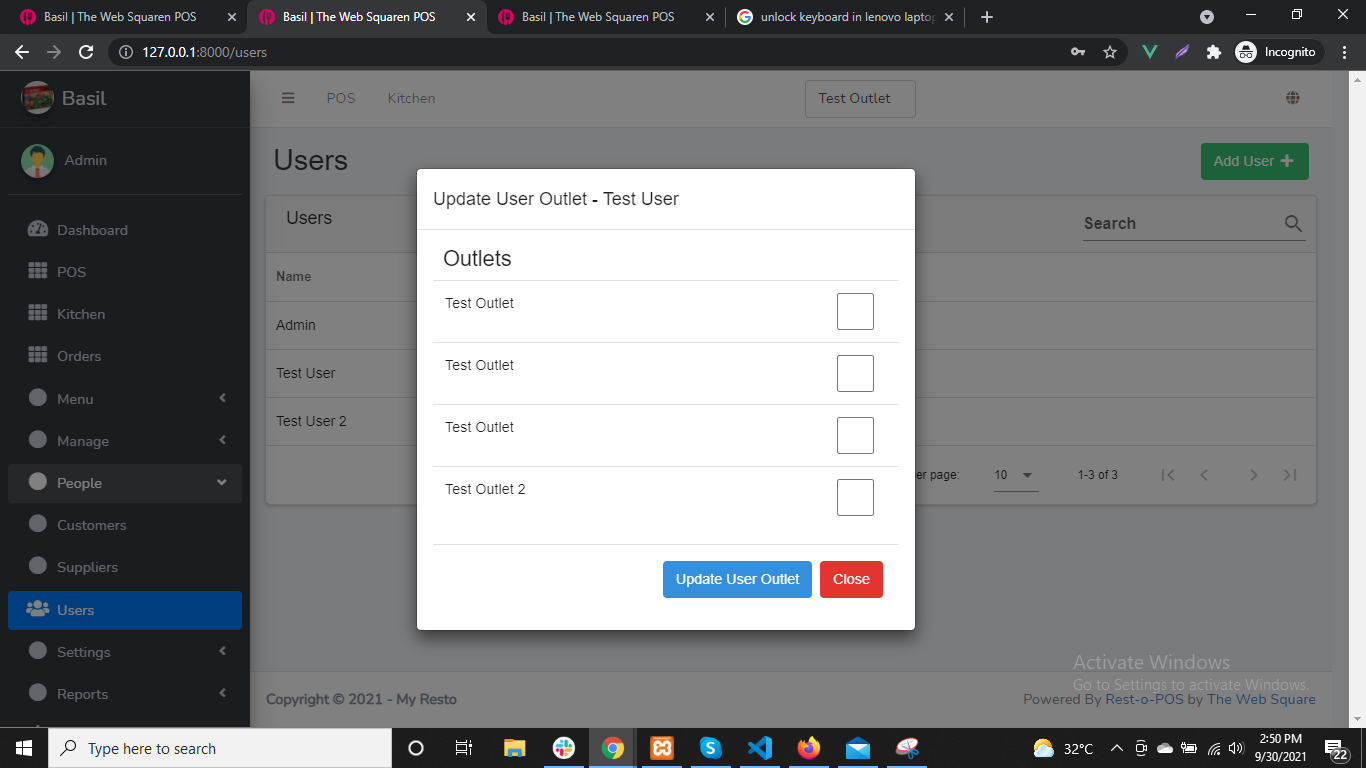 Basil | The Web Squaren POS
Basil | The Web Squaren POS
Basil | The Web Squaren POS
unlock keyboard in lenovo laptop
127.0.0.1:8000/users
Incognito
Basil
POS
Kitchen
Test Outlet
Admin
Users
Add User
Update User Outlet - Test User
Users
Search
Dashboard
Outlets
POS
Name
Test Outlet
Kitchen
Admin
Orders
Test Outlet
Test User
Menu
Test User 2
Test Outlet
Manage
People
er page:
10
1-3 of 3
Test Outlet 2
Customers
Suppliers
Update User Outlet
Close
Users
Settings
Activate Windows
Go to Settings to activate Windows.
Reports
Copyright © 2021 - My Resto
Powered By Rest-o-POS by The Web Square
Type here to search
32°C
2:50 PM
9/30/2021
22